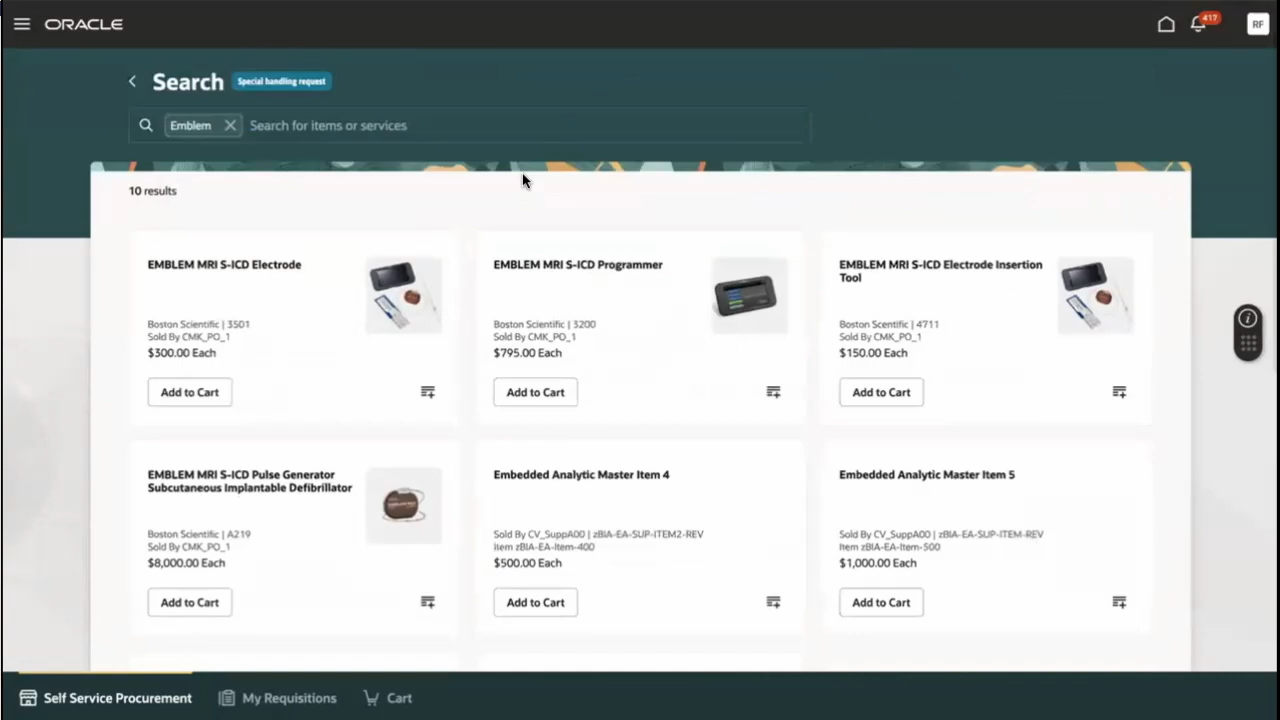 ORACLE
417
RF
Search
Special handling request
Emblem
Search for items or services
10 results
EMBLEM MRI S-ICD Electrode
Boston Scientific | 3501
Sold By CMK_PO_1
$300.00 Each
Add to Cart
EMBLEM MRI S-ICD Programmer
Boston Scientific | 3200
Sold By CMK_PO_1
$795.00 Each
Add to Cart
EMBLEM MRI S-ICD Electrode Insertion
Tool
Boston Scentific | 4711
Sold By CMK_PO_1
$150.00 Each
Add to Cart
EMBLEM MRI S-ICD Pulse Generator
Subcutaneous Implantable Defibrillator
Boston Scientific | A219
Sold By CMK_PO_1
$8,000.00 Each
Add to Cart
Embedded Analytic Master Item 4
Sold By CV_SuppA00 | zBIA-EA-SUP-ITEM2-REV
Item zBIA-EA-Item-400
$500.00 Each
Add to Cart
Embedded Analytic Master Item 5
Sold By CV_SuppA00 | zBIA-EA-SUP-ITEM-REV
Item zBIA-EA-Item-500
$1,000.00 Each
Add to Cart
Self Service Procurement
My Requisitions
Cart